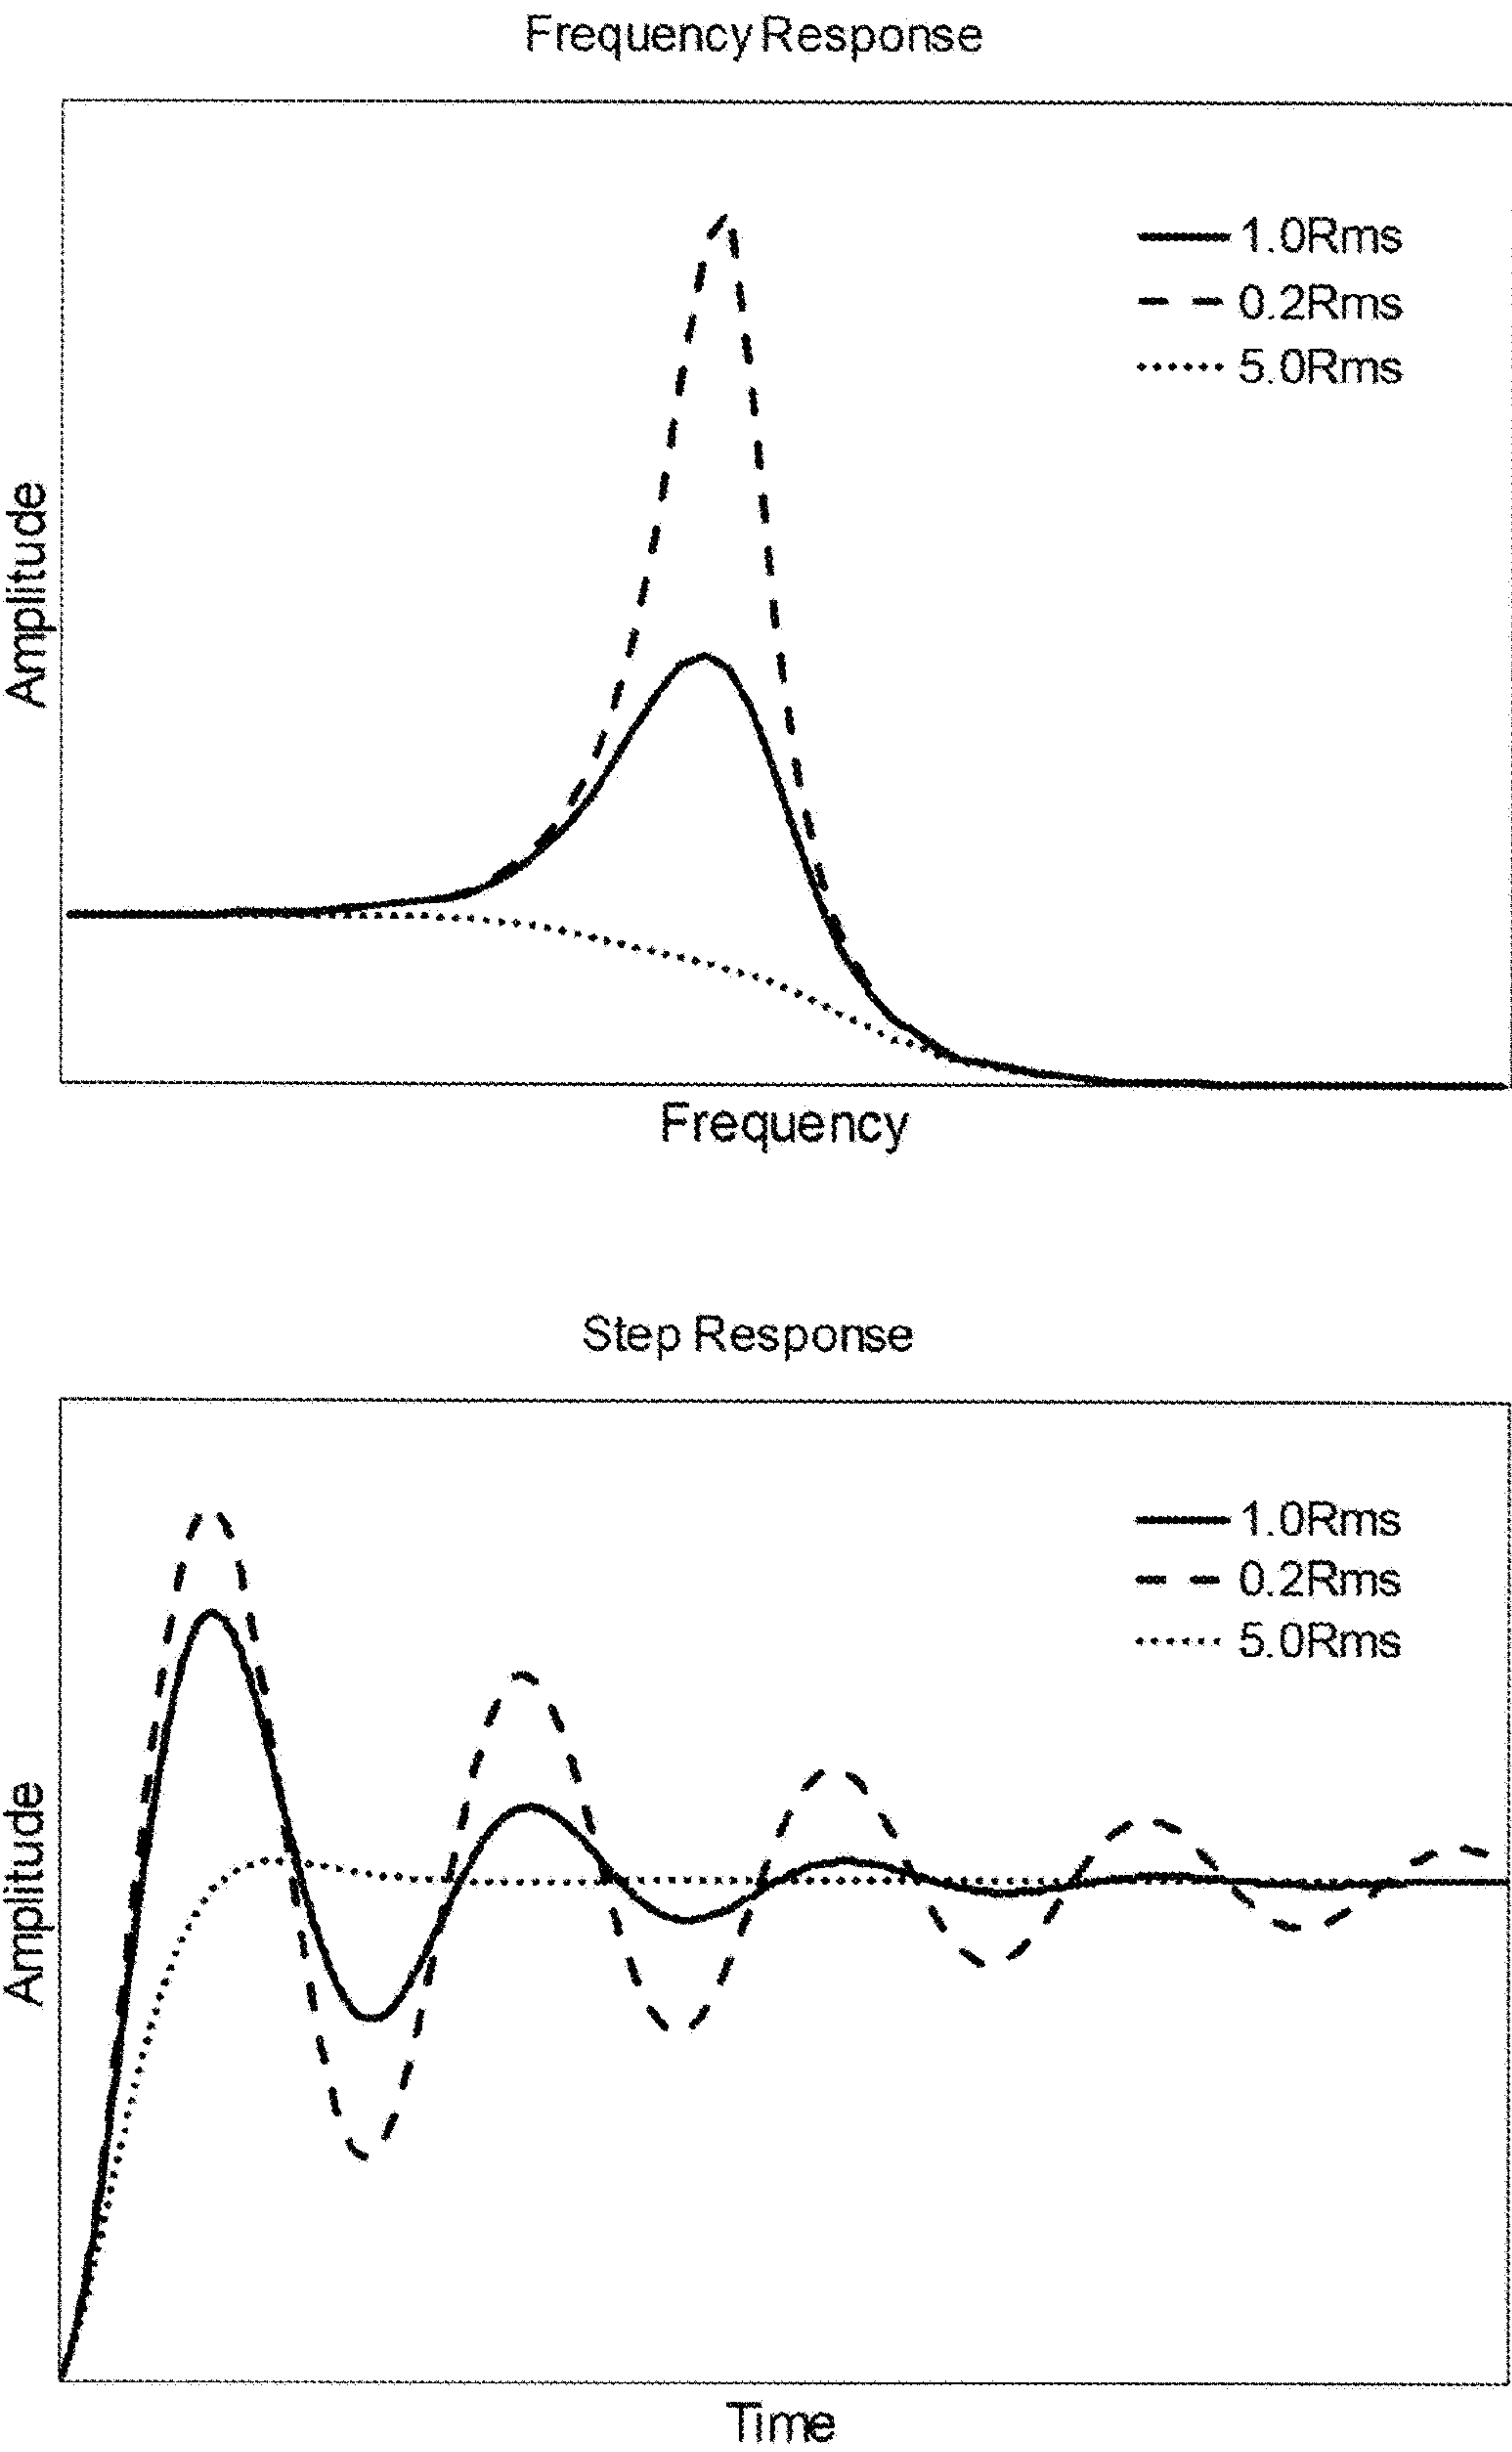 Frequency Response
1.0Rms
0.2Rms
5.0Rms
Amplitude
Frequency
Step Response
1.0Rms
0.2Rms
5.0Rms
Amplitude
Time